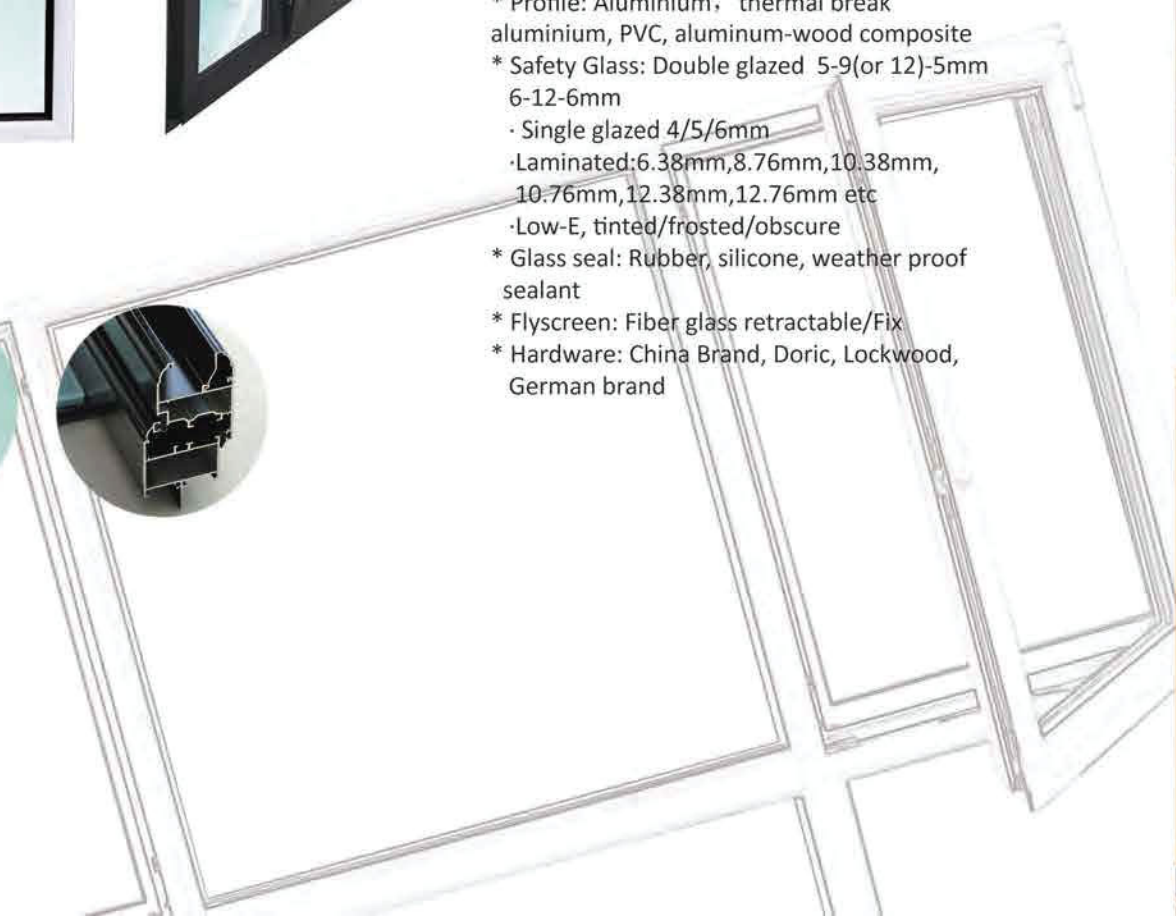 * Profile: Aluminium，thermal break
aluminium, PVC, aluminum-wood composite
* Safety Glass: Double glazed 5-9(or 12)-5mm
6-12-6mm
· Single glazed 4/5/6mm
·Laminated:6.38mm,8.76mm,10.38mm,
10.76mm,12.38mm,12.76mm etc
·Low-E, tinted/frosted/obscure
* Glass seal: Rubber, silicone, weather proof
sealant
* Flyscreen: Fiber glass retractable/Fix
* Hardware: China Brand, Doric, Lockwood,
German brand